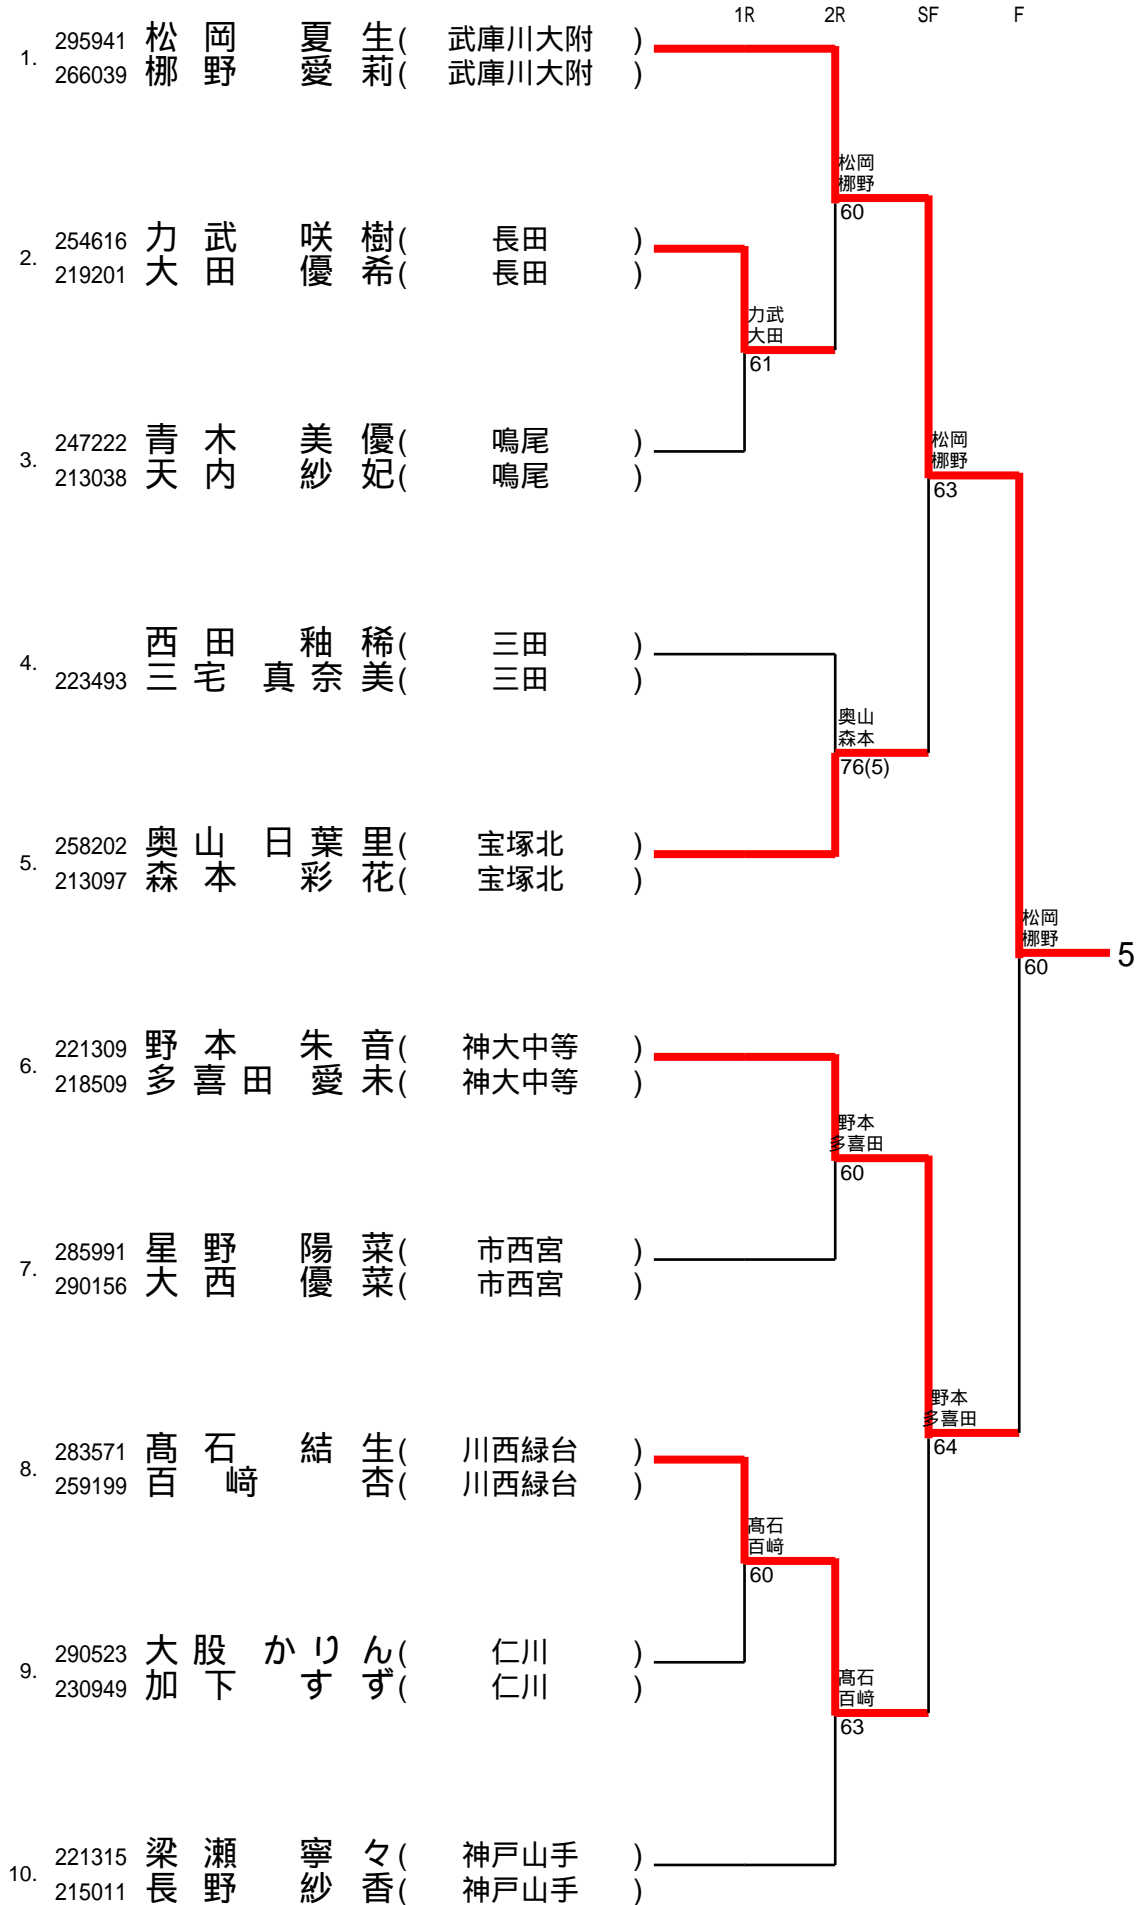 1R 2R SF F
1. 295941 松岡 夏生( 武庫川大附 )
266039 梛野 愛莉( 武庫川大附 )
松岡
梛野
60
2. 254616 力武 咲樹( 長田 )
219201 大田 優希( 長田 )
力武
大田
61
3. 247222 青木 美優( 鳴尾 )
213038 天内 紗妃( 鳴尾 )
松岡
梛野
63
4. 西田 釉稀( 三田 )
223493 三宅 真奈美( 三田 )
奥山
森本
76(5)
5. 258202 奥山 日葉里( 宝塚北 )
213097 森本 彩花( 宝塚北 )
松岡
梛野
60
5
6. 221309 野本 朱音( 神大中等 )
218509 多喜田 愛未( 神大中等 )
野本
多喜田
60
7. 285991 星野 陽菜( 市西宮 )
290156 大西 優菜( 市西宮 )
野本
多喜田
64
8. 283571 髙石 結生( 川西緑台 )
259199 百﨑 杏( 川西緑台 )
髙石
百﨑
60
9. 290523 大股 かりん( 仁川 )
230949 加下 すず( 仁川 )
髙石
百﨑
63
10. 221315 梁瀬 寧々( 神戸山手 )
215011 長野 紗香( 神戸山手 )